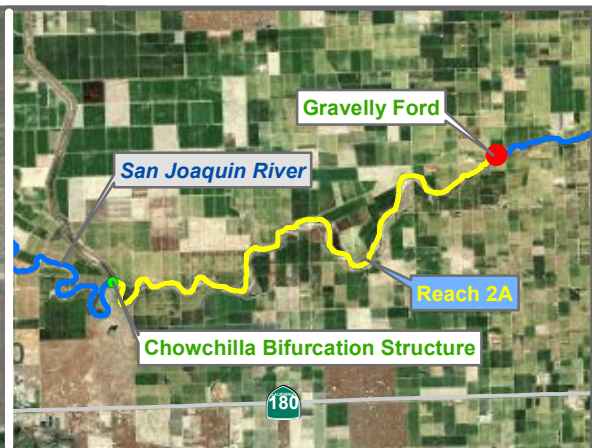 Gravelly Ford
San Joaquin River
Reach 2A
Chowchilla Bifurcation Structure
180